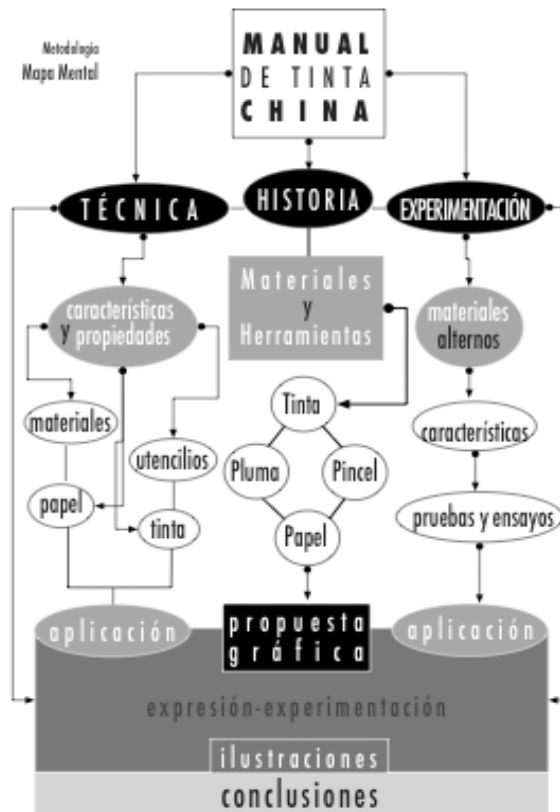 Metodología
Mapa Mental
MANUAL
DE TINTA
CHINA
TÉCNICA
HISTORIA
EXPERIMENTACIÓN
características
y propiedades
Materiales
y
Herramientas
materiales
alternos
materiales
utencilios
papel
tinta
Tinta
Pluma
Pincel
Papel
características
pruebas y ensayos
aplicación
propuesta
gráfica
aplicación
expresión-experimentación
ilustraciones
conclusiones